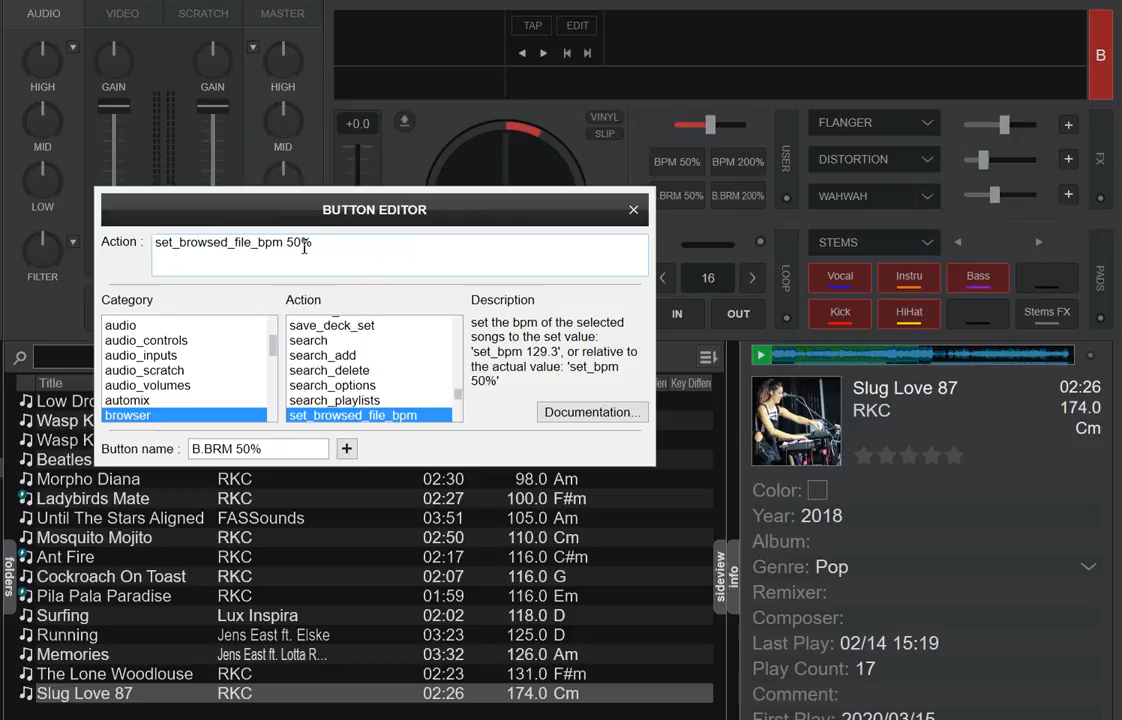 AUDIO
VIDEO
SCRATCH
MASTER
TAP
EDIT
B
HIGH
GAIN
GAIN
HIGH
MID
MID
LOW
FILTER
+0.0
VINYL
SLIP
BPM 50%
BPM 200%
.BRM 50%
B.BRM 200%
USER
FLANGER
DISTORTION
WAHWAH
FX
STEMS
16
IN
OUT
LOOP
Vocal
Instru
Bass
Kick
HiHat
Stems FX
PADS
BUTTON EDITOR
Action :
set_browsed_file_bpm 50%
Category
Action
Description
audio
audio_controls
audio_inputs
audio_scratch
audio_volumes
automix
browser
save_deck_set
search
search_add
search_delete
search_options
search_playlists
set_browsed_file_bpm
set the bpm of the selected
songs to the set value:
'set_bpm 129.3', or relative to
the actual value: 'set_bpm
50%'
Documentation...
Button name :
B.BRM 50%
Title
Key Differe
Low Dro
Wasp K
Wasp K
Beatles
Morpho Diana RKC 02:30 98.0 Am
Ladybirds Mate RKC 02:27 100.0 F#m
Until The Stars Aligned FASSounds 03:51 105.0 Am
Mosquito Mojito RKC 02:50 110.0 Cm
Ant Fire RKC 02:17 116.0 C#m
Cockroach On Toast RKC 02:07 116.0 G
Pila Pala Paradise RKC 01:59 116.0 Em
Surfing Lux Inspira 02:02 118.0 D
Running Jens East ft. Elske 03:23 125.0 D
Memories Jens East ft. Lotta R... 03:32 126.0 Am
The Lone Woodlouse RKC 02:23 131.0 F#m
Slug Love 87 RKC 02:26 174.0 Cm
folders
sideview
info
Slug Love 87
RKC
02:26
174.0
Cm
Color:
Year: 2018
Album:
Genre: Pop
Remixer:
Composer:
Last Play: 02/14 15:19
Play Count: 17
Comment:
First Play: 2020/03/15